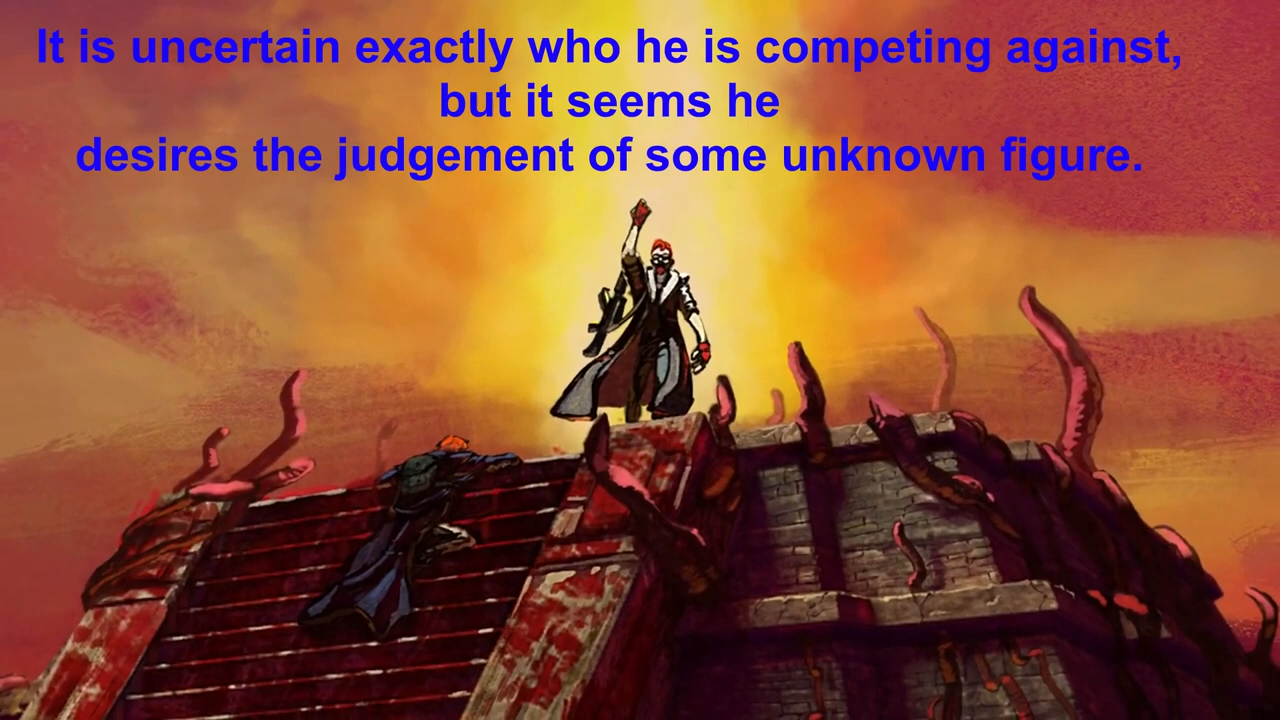 It is uncertain exactly who he is competing against,
but it seems he
desires the judgement of some unknown figure.